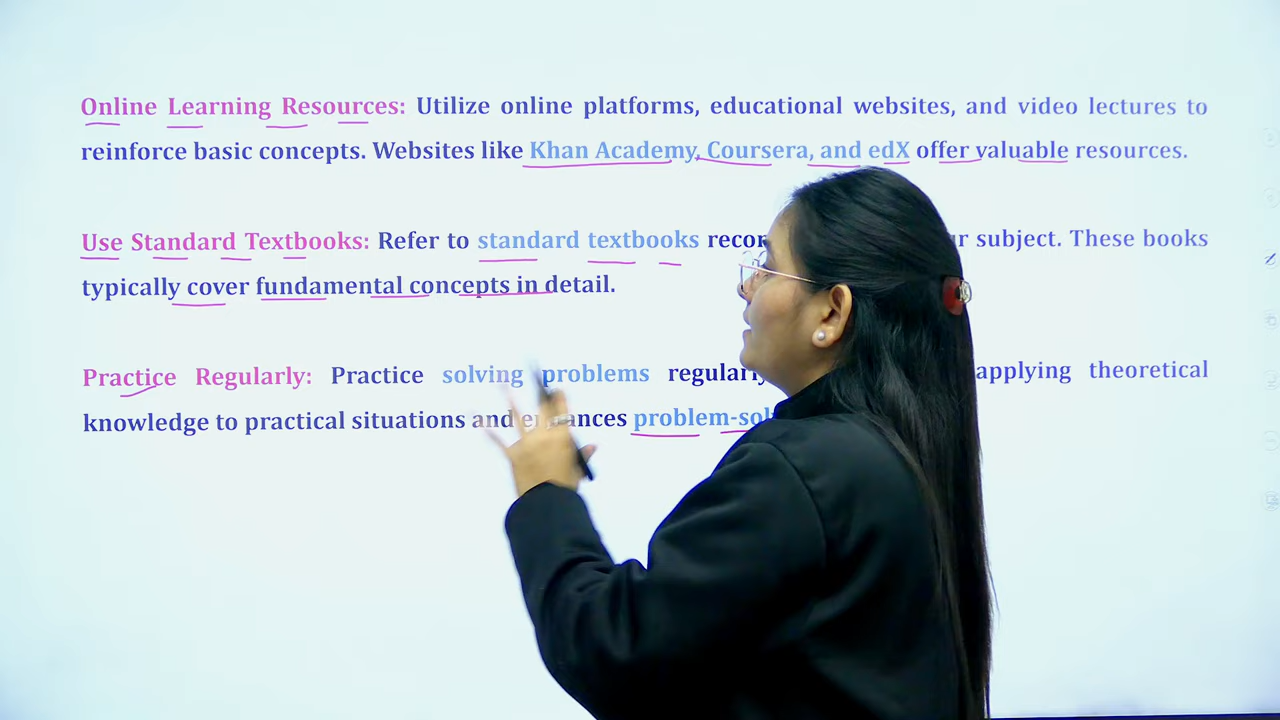 Online Learning Resources: Utilize online platforms, educational websites, and video lectures to
reinforce basic concepts. Websites like Khan Academy, Coursera, and edX offer valuable resources.
Use Standard Textbooks: Refer to standard textbooks subject. These books
typically cover fundamental concepts in detail.
Practice Regularly: Practice solving problems regularly applying theoretical
knowledge to practical situations and enhances